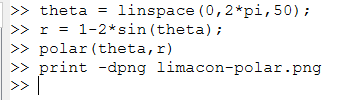 >> theta = linspace(0,2*pi,50);
>> r = 1-2*sin(theta);
>> polar(theta,r)
>> print -dpng limacon-polar.png
>>